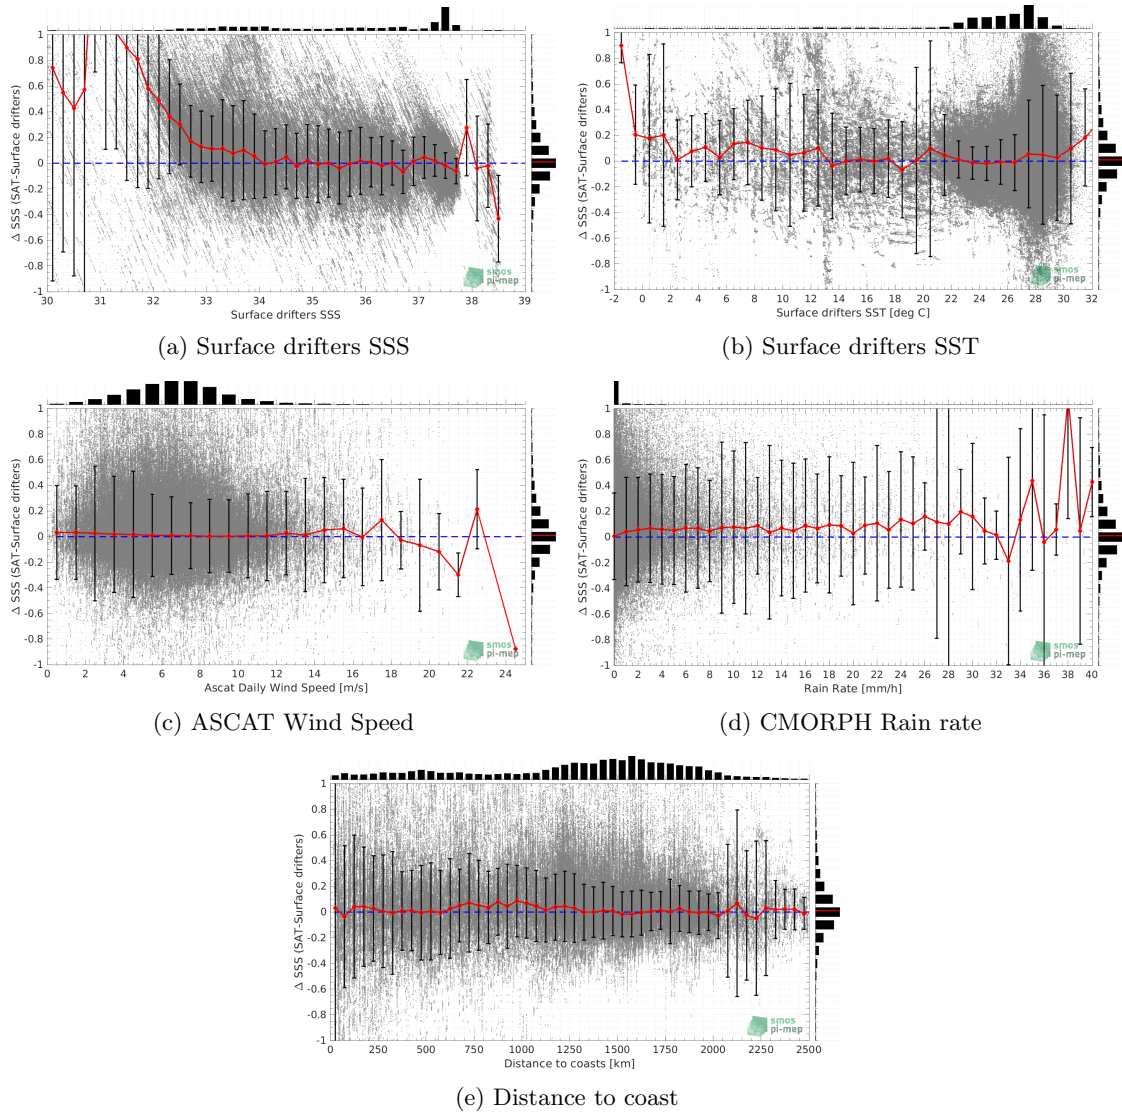 1
0.8
0.6
0.4
0.2
0
-0.2
-0.4
-0.6
-0.8
-1
Δ SSS (SAT-Surface drifters)
30 31 32 33 34 35 36 37 38 39
Surface drifters SSS
smos
pi-mep
(a) Surface drifters SSS
1
0.8
0.6
0.4
0.2
0
-0.2
-0.4
-0.6
-0.8
-1
Δ SSS (SAT-Surface drifters)
-2 0 2 4 6 8 10 12 14 16 18 20 22 24 26 28 30 32
Surface drifters SST [deg C]
smos
pi-mep
(b) Surface drifters SST
1
0.8
0.6
0.4
0.2
0
-0.2
-0.4
-0.6
-0.8
-1
Δ SSS (SAT-Surface drifters)
0 2 4 6 8 10 12 14 16 18 20 22 24
Ascat Daily Wind Speed [m/s]
smos
pi-mep
(c) ASCAT Wind Speed
1
0.8
0.6
0.4
0.2
0
-0.2
-0.4
-0.6
-0.8
-1
Δ SSS (SAT-Surface drifters)
0 2 4 6 8 10 12 14 16 18 20 22 24 26 28 30 32 34 36 38 40
Rain Rate [mm/h]
smos
pi-mep
(d) CMORPH Rain rate
1
0.8
0.6
0.4
0.2
0
-0.2
-0.4
-0.6
-0.8
-1
Δ SSS (SAT-Surface drifters)
0 250 500 750 1000 1250 1500 1750 2000 2250 2500
Distance to coasts [km]
smos
pi-mep
(e) Distance to coast